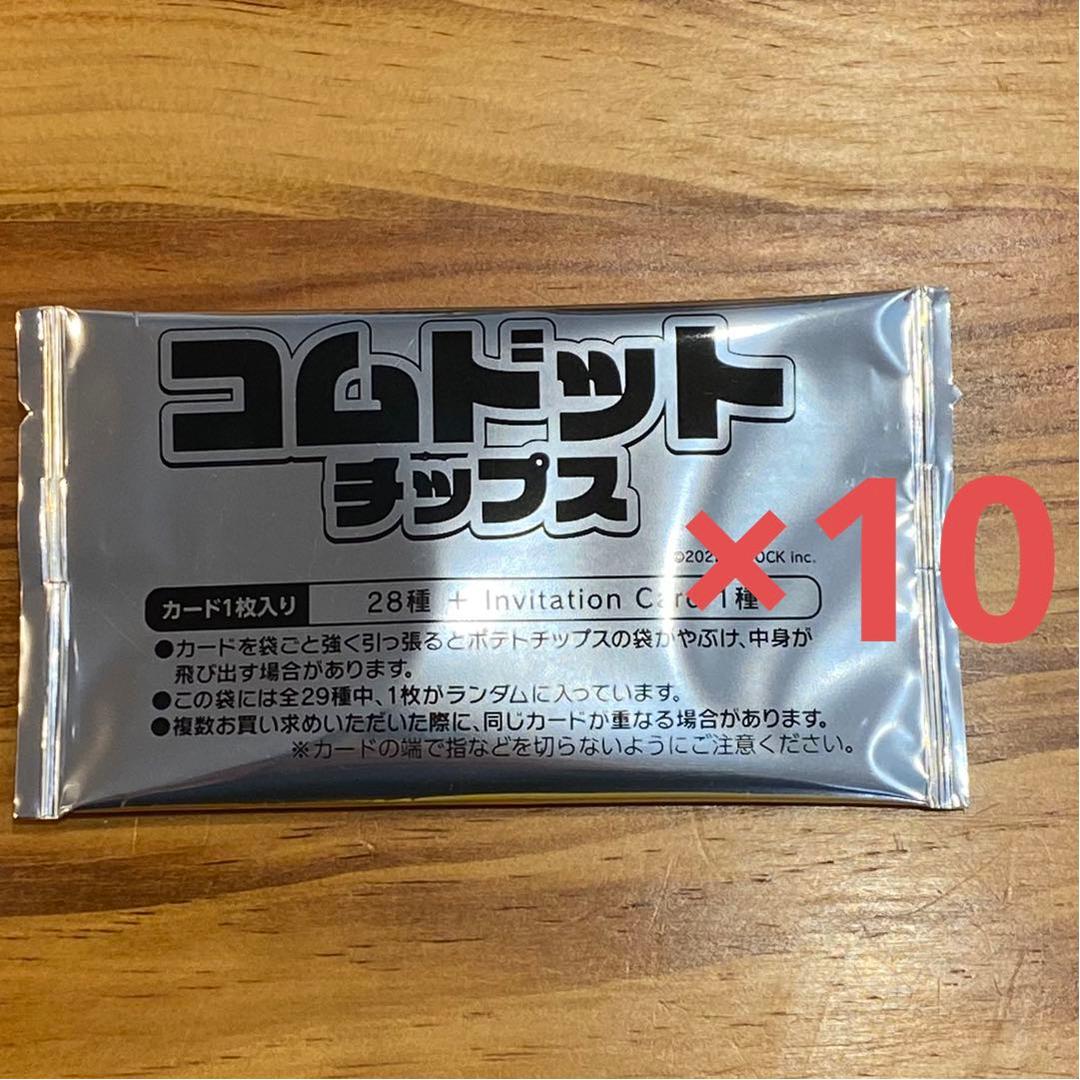 コムドット
チップス
×10
©202 OCK inc.
カード1枚入り 28種 + Invitation Card 1種
●カードを袋ごと強く引っ張るとポテトチップスの袋がやぶけ、中身が
飛び出す場合があります。
●この袋には全29種中、1枚がランダムに入っています。
●複数お買い求めいただいた際に、同じカードが重なる場合があります。
※カードの端で指などを切らないようにご注意ください。